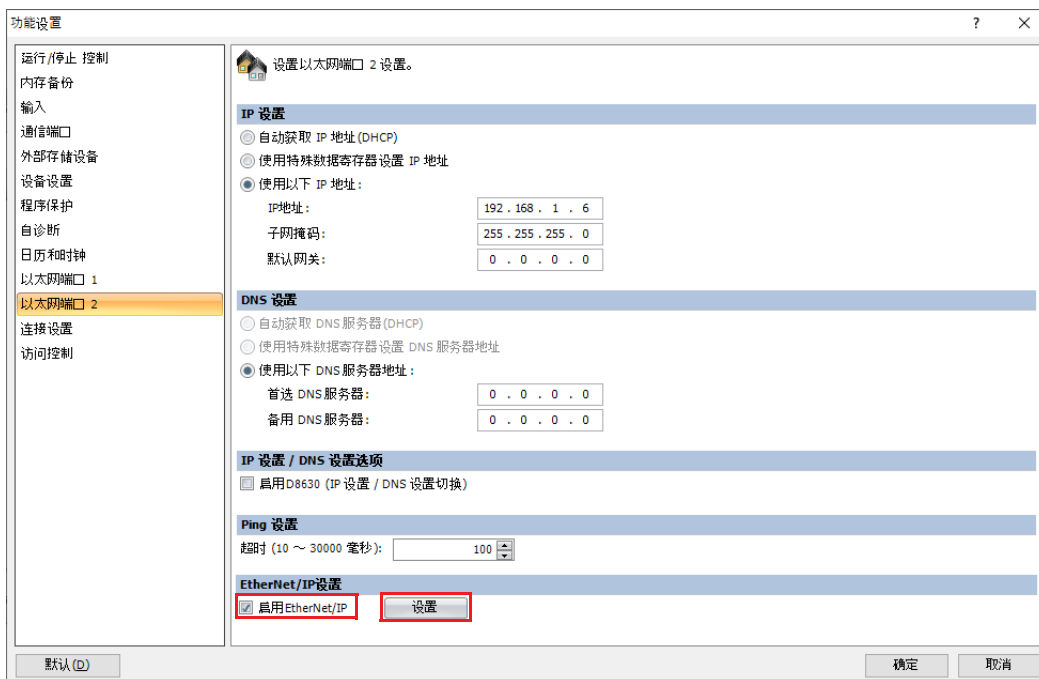 功能设置
?
运行/停止 控制
内存备份
输入
通信端口
外部存储设备
设备设置
程序保护
自诊断
日历和时钟
以太网端口 1
以太网端口 2
连接设置
访问控制
设置以太网端口 2 设置。
IP 设置
自动获取 IP 地址(DHCP)
使用特殊数据寄存器设置 IP 地址
使用以下 IP 地址:
IP地址: 192 . 168 . 1 . 6
子网掩码: 255 . 255 . 255 . 0
默认网关: 0 . 0 . 0 . 0
DNS 设置
自动获取 DNS 服务器(DHCP)
使用特殊数据寄存器设置 DNS 服务器地址
使用以下 DNS 服务器地址:
首选 DNS 服务器: 0 . 0 . 0 . 0
备用 DNS 服务器: 0 . 0 . 0 . 0
IP 设置 / DNS 设置选项
启用D8630 (IP 设置 / DNS 设置切换)
Ping 设置
超时 (10 ～ 30000 毫秒): 100
EtherNet/IP设置
启用EtherNet/IP 设置
默认(D) 确定 取消